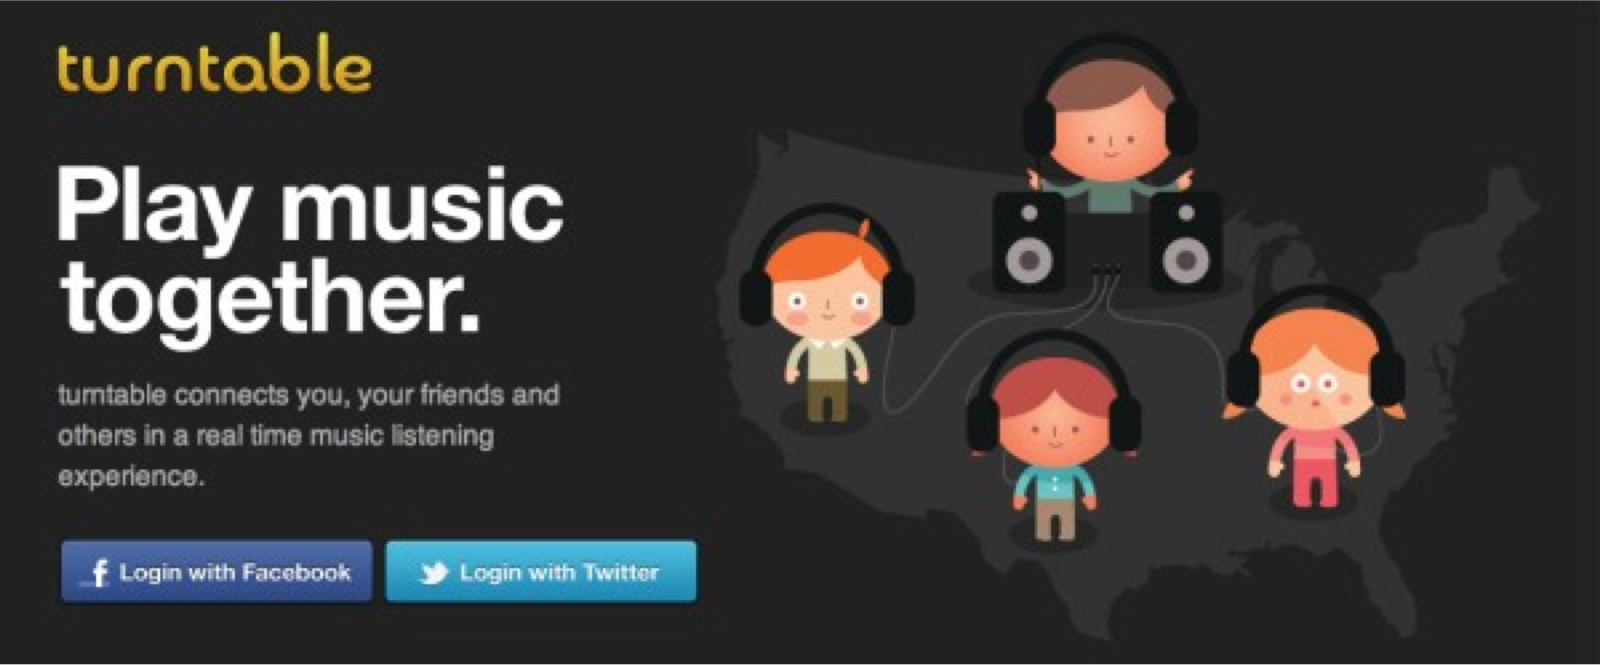 turntable
Play music
together.
turntable connects you, your friends and
others in a real time music listening
experience.
f Login with Facebook
Login with Twitter